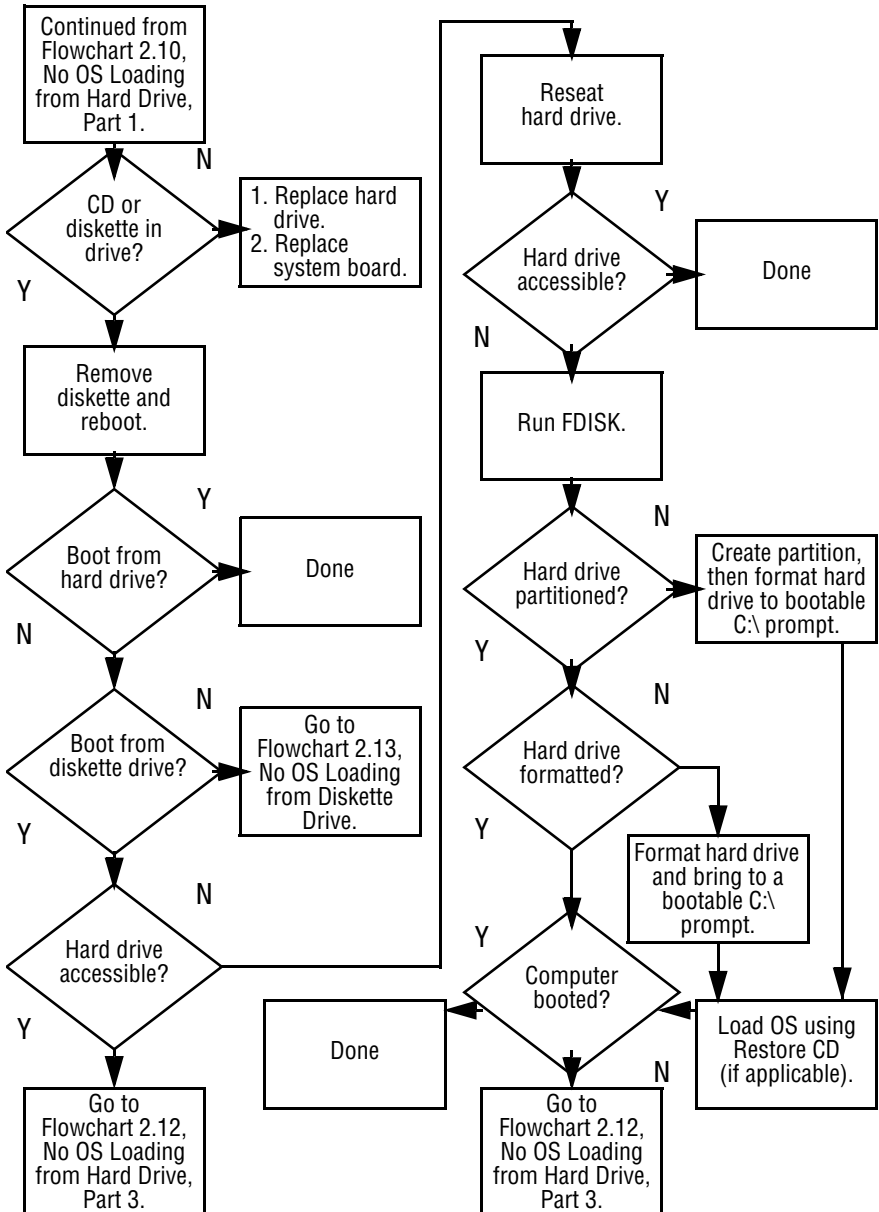 Continued from
Flowchart 2.10,
No OS Loading
from Hard Drive,
Part 1.
N
CD or
diskette in
drive?
1. Replace hard
drive.
2. Replace
system board.
Y
Remove
diskette and
reboot.
Y
Boot from
hard drive?
Done
N
N
Boot from
diskette drive?
Go to
Flowchart 2.13,
No OS Loading
from Diskette
Drive.
Y
N
Hard drive
accessible?
Y
Go to
Flowchart 2.12,
No OS Loading
from Hard Drive,
Part 3.
Reseat
hard drive.
Y
Hard drive
accessible?
Done
N
Run FDISK.
N
Hard drive
partitioned?
Create partition,
then format hard
drive to bootable
C:\ prompt.
Y
N
Hard drive
formatted?
Y
Format hard drive
and bring to a
bootable C:\
prompt.
Y
Computer
booted?
Done
Load OS using
Restore CD
(if applicable).
N
Go to
Flowchart 2.12,
No OS Loading
from Hard Drive,
Part 3.